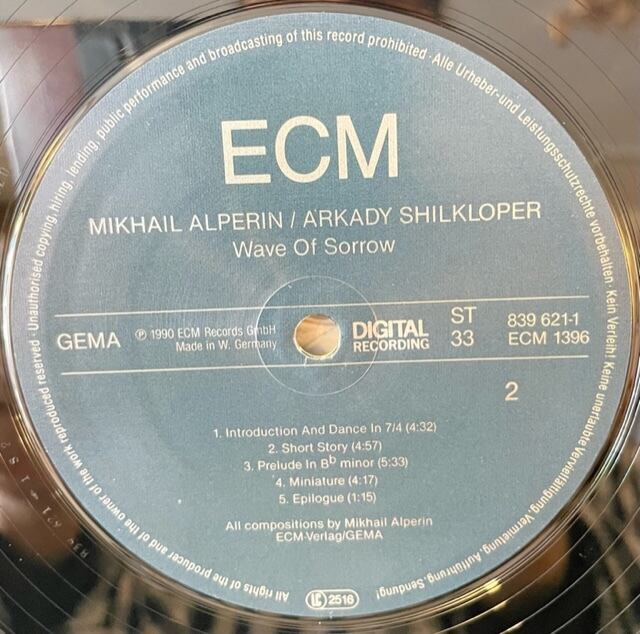 Unauthorised copying, hiring, lending, public performance and broadcasting of this record prohibited · Alle Urheber-und Leistungsschutzrechte vorbehalten. Kein Verleih! Keine unerlaubte Vervielfältigung, Vermietung, Aufführung, Sendung!
ECM
MIKHAIL ALPERIN / ARKADY SHILKLOPER
Wave Of Sorrow
GEMA
℗ 1990 ECM Records GmbH
Made in W. Germany
DIGITAL
RECORDING
ST
33
839 621-1
ECM 1396
2
1. Introduction And Dance In 7/4 (4:32)
2. Short Story (4:57)
3. Prelude In Bb minor (5:33)
4. Miniature (4:17)
5. Epilogue (1:15)
All compositions by Mikhail Alperin
ECM-Verlag/GEMA
All rights of the producer and of the owner of the work reproduced reserved ·
LC 2516